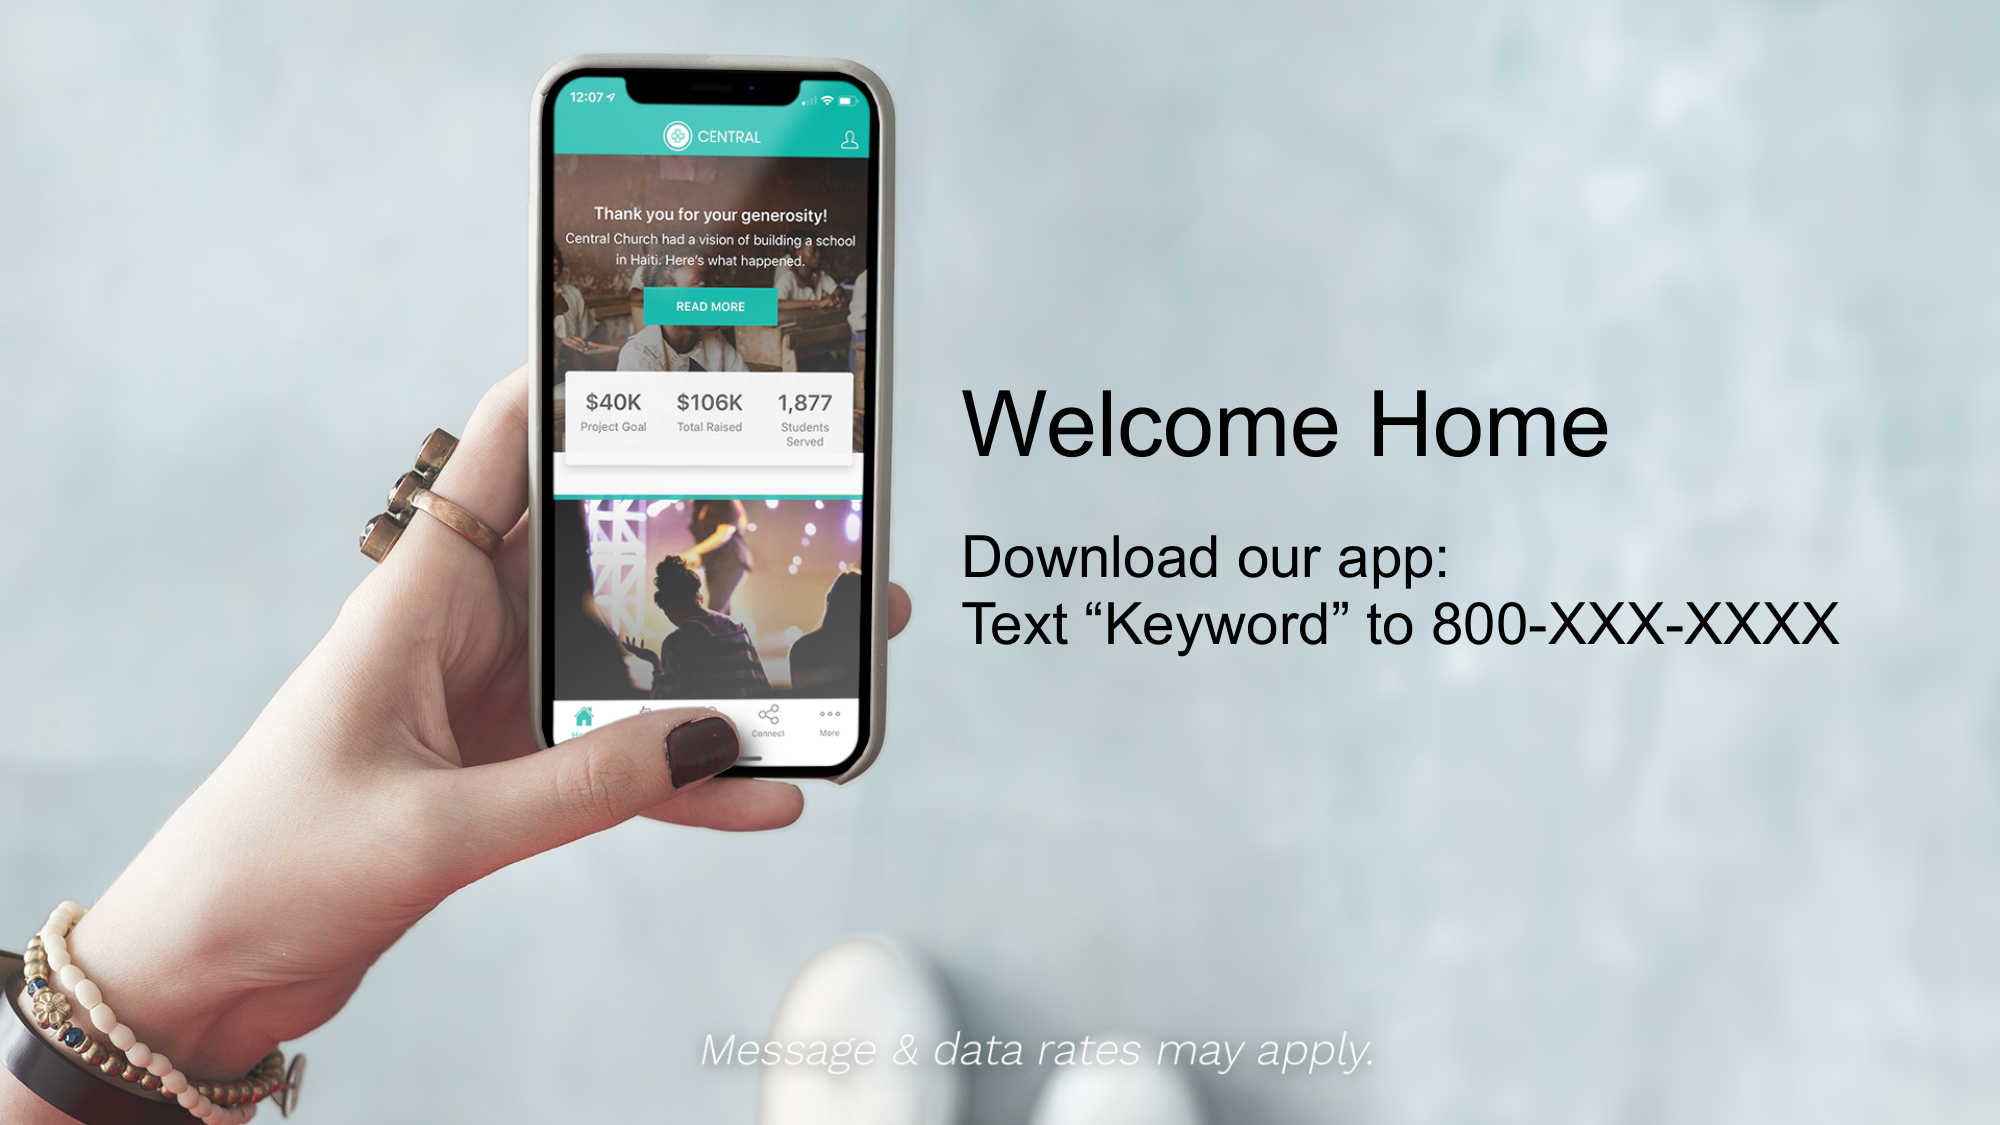 12:07
CENTRAL
Thank you for your generosity!
Central Church had a vision of building a school
in Haiti. Here's what happened.
READ MORE
$40K $106K 1,877
Project Goal Total Raised Students
Served
Connect More
Welcome Home
Download our app:
Text “Keyword” to 800-XXX-XXXX
Message & data rates may apply.